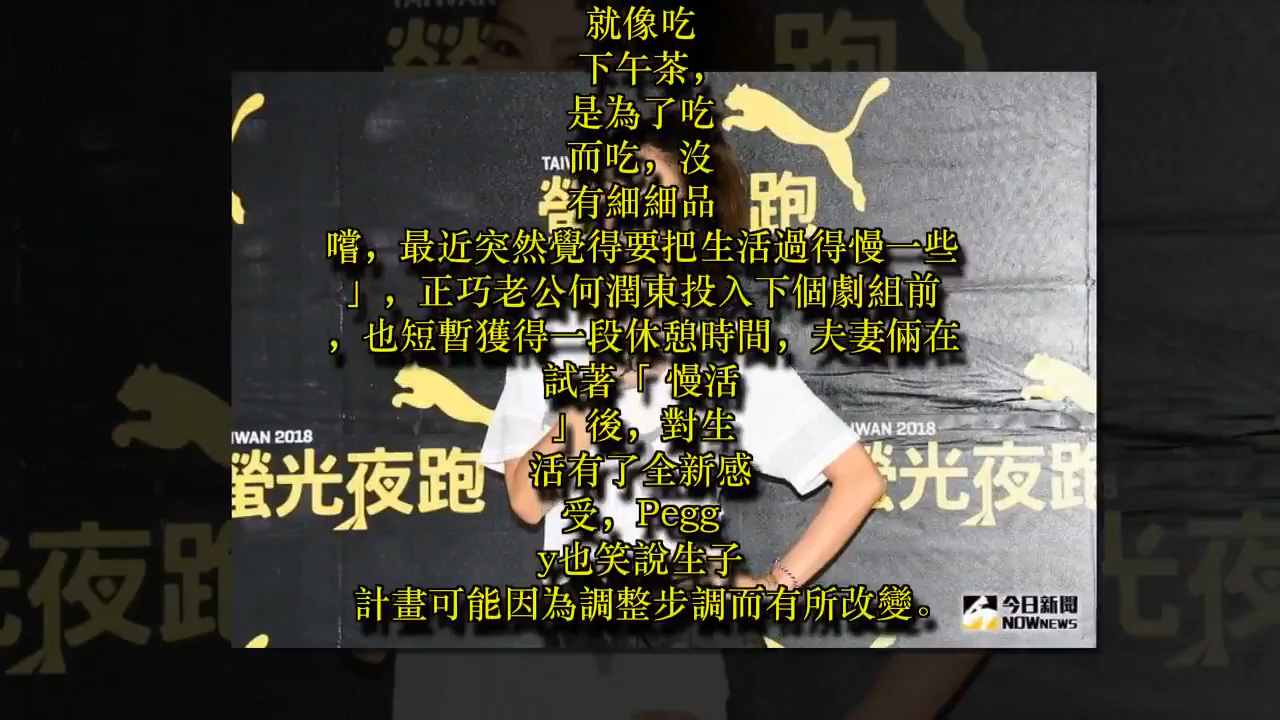 就像吃
下午茶，
是為了吃
而吃，沒
有細細品
嚐，最近突然覺得要把生活過得慢一些
」，正巧老公何潤東投入下個劇組前
，也短暫獲得一段休憩時間，夫妻倆在
試著「 慢活
」後，對生
活有了全新感
受，Pegg
y也笑說生子
計畫可能因為調整步調而有所改變。
螢 跑
IWAN 2018
螢光夜跑
IWAN 2018
螢光夜跑
今日新聞
NOWNEWS